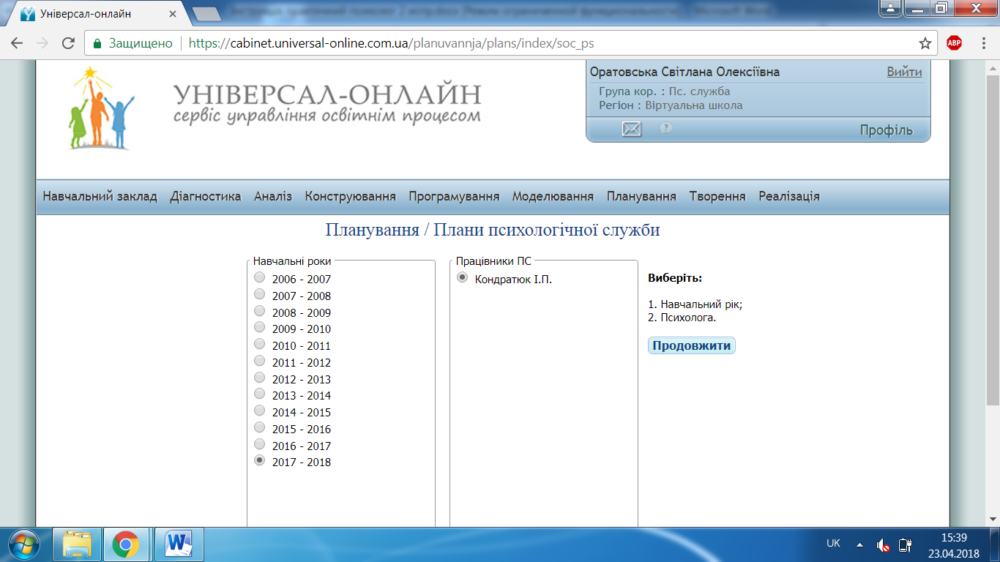 Універсал-онлайн
Защищено
https://cabinet.universal-online.com.ua/planuvannja/plans/index/soc_ps
ABP
УНІВЕРСАЛ-ОНЛАЙН
сервіс управління освітнім процесом
Оратовська Світлана Олексіївна
Вийти
Група кор. : Пс. служба
Регіон : Віртуальна школа
Профіль
Навчальний заклад Діагностика Аналіз Конструювання Програмування Моделювання Планування Творення Реалізація
Планування / Плани психологічної служби
Навчальні роки
2006 - 2007
2007 - 2008
2008 - 2009
2009 - 2010
2010 - 2011
2011 - 2012
2012 - 2013
2013 - 2014
2014 - 2015
2015 - 2016
2016 - 2017
2017 - 2018
Працівники ПС
Кондратюк І.П.
Виберіть:
1. Навчальний рік;
2. Психолога.
Продовжити
UK
15:39
23.04.2018